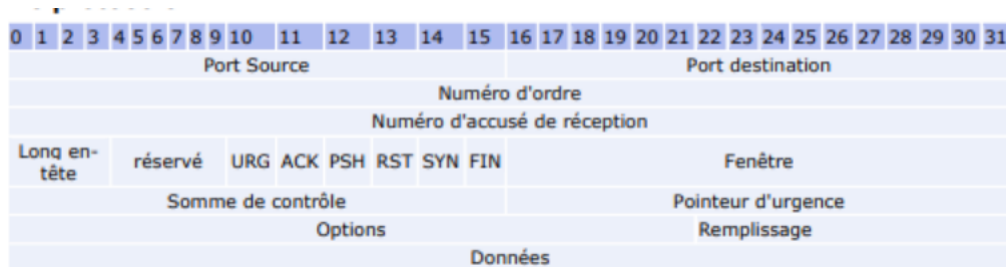 0 1 2 3 4 5 6 7 8 9 10 11 12 13 14 15 16 17 18 19 20 21 22 23 24 25 26 27 28 29 30 31
Port Source Port destination
Numéro d'ordre
Numéro d'accusé de réception
Long en-
tête réservé URG ACK PSH RST SYN FIN Fenêtre
Somme de contrôle Pointeur d'urgence
Options Remplissage
Données